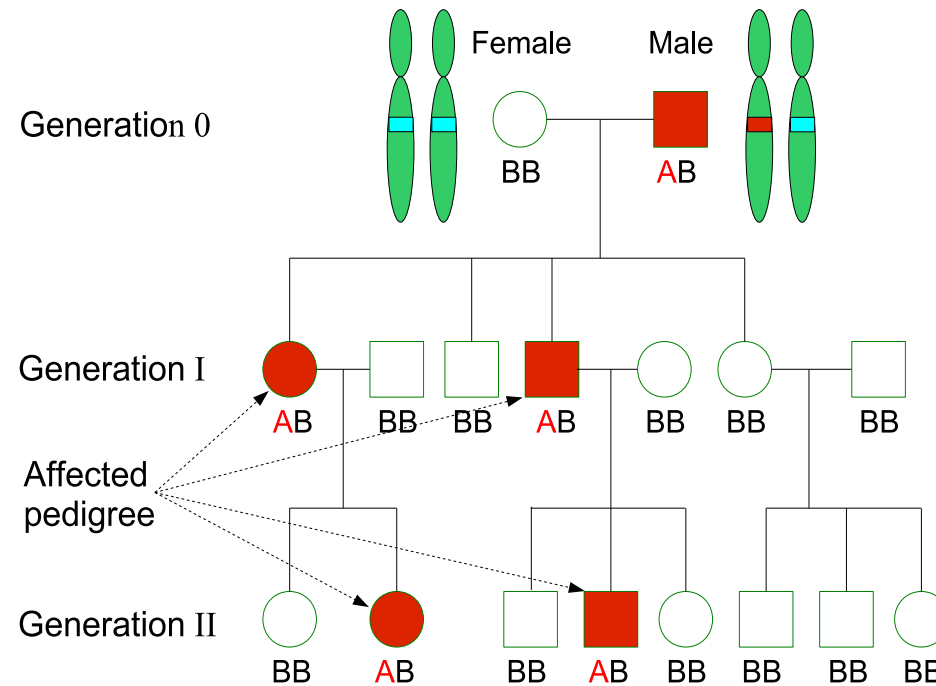 Female Male
Generation 0
BB AB
Generation I
AB BB BB AB BB BB BB
Affected
pedigree
Generation II
BB AB BB AB BB BB BB BB